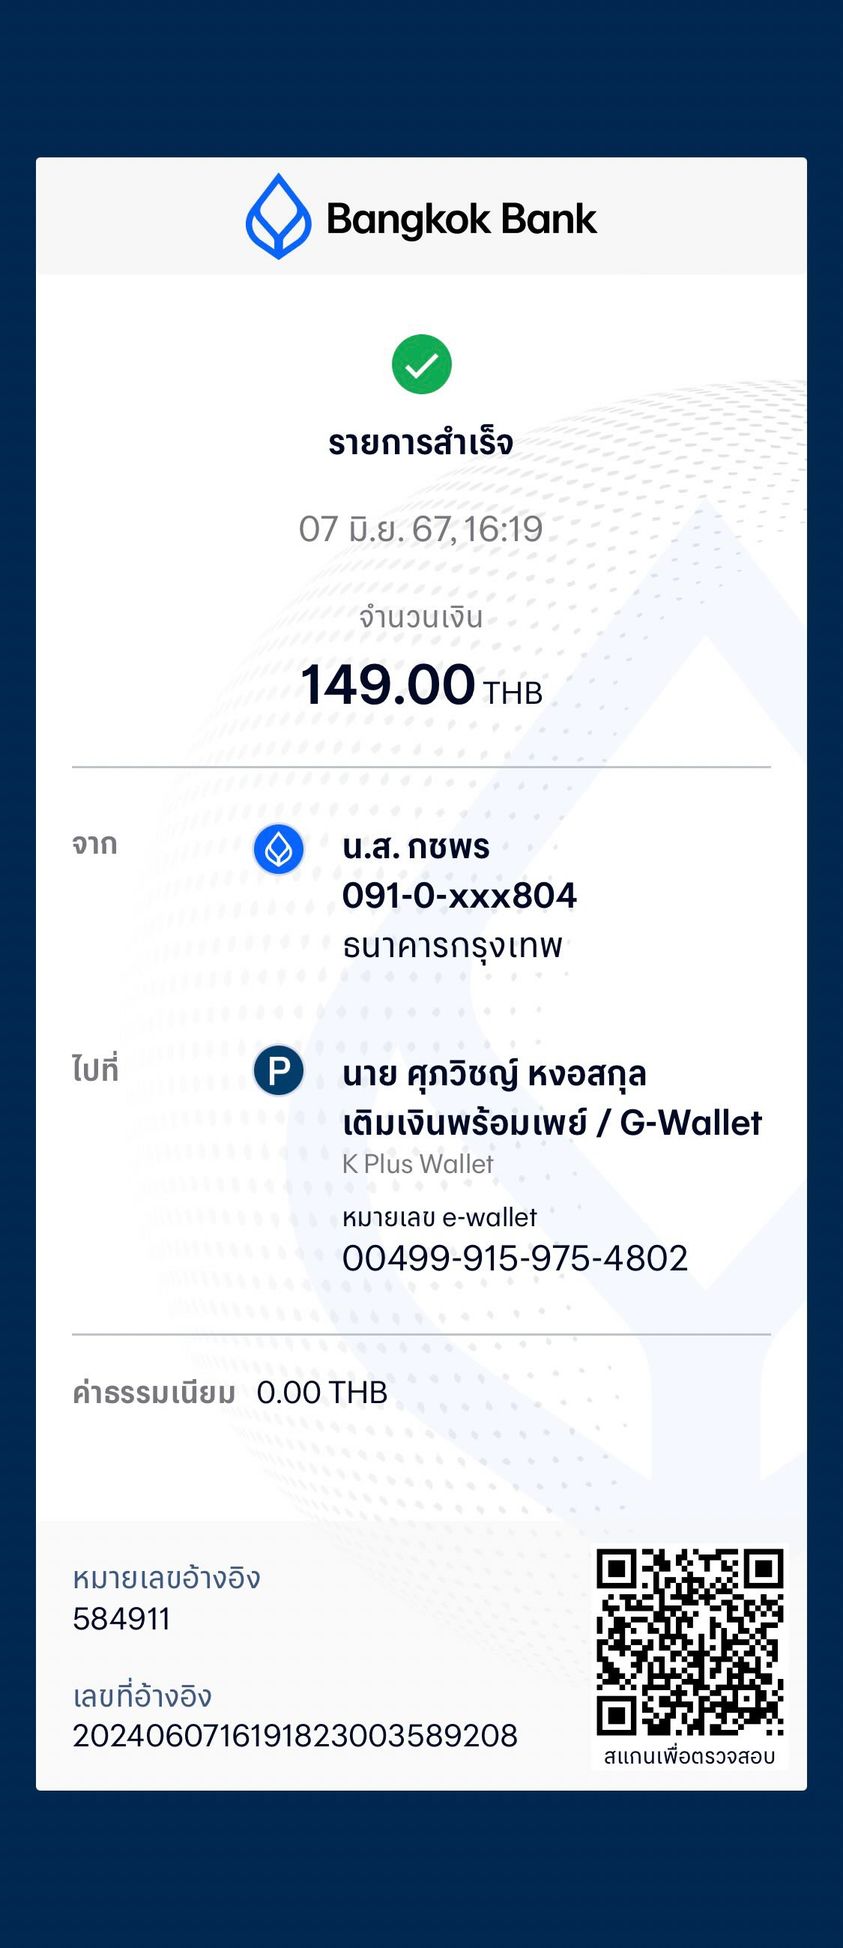 Bangkok Bank
รายการสำเร็จ
07 มิ.ย. 67, 16:19
จำนวนเงิน
149.00 THB
จาก
น.ส. กชพร
091-0-xxx804
ธนาคารกรุงเทพ
ไปที่
P
นาย ศุภวิชญ์ หงอสกุล
เติมเงินพร้อมเพย์ / G-Wallet
K Plus Wallet
หมายเลข e-wallet
00499-915-975-4802
ค่าธรรมเนียม 0.00 THB
หมายเลขอ้างอิง
584911
เลขที่อ้างอิง
2024060716191823003589208
สแกนเพื่อตรวจสอบ